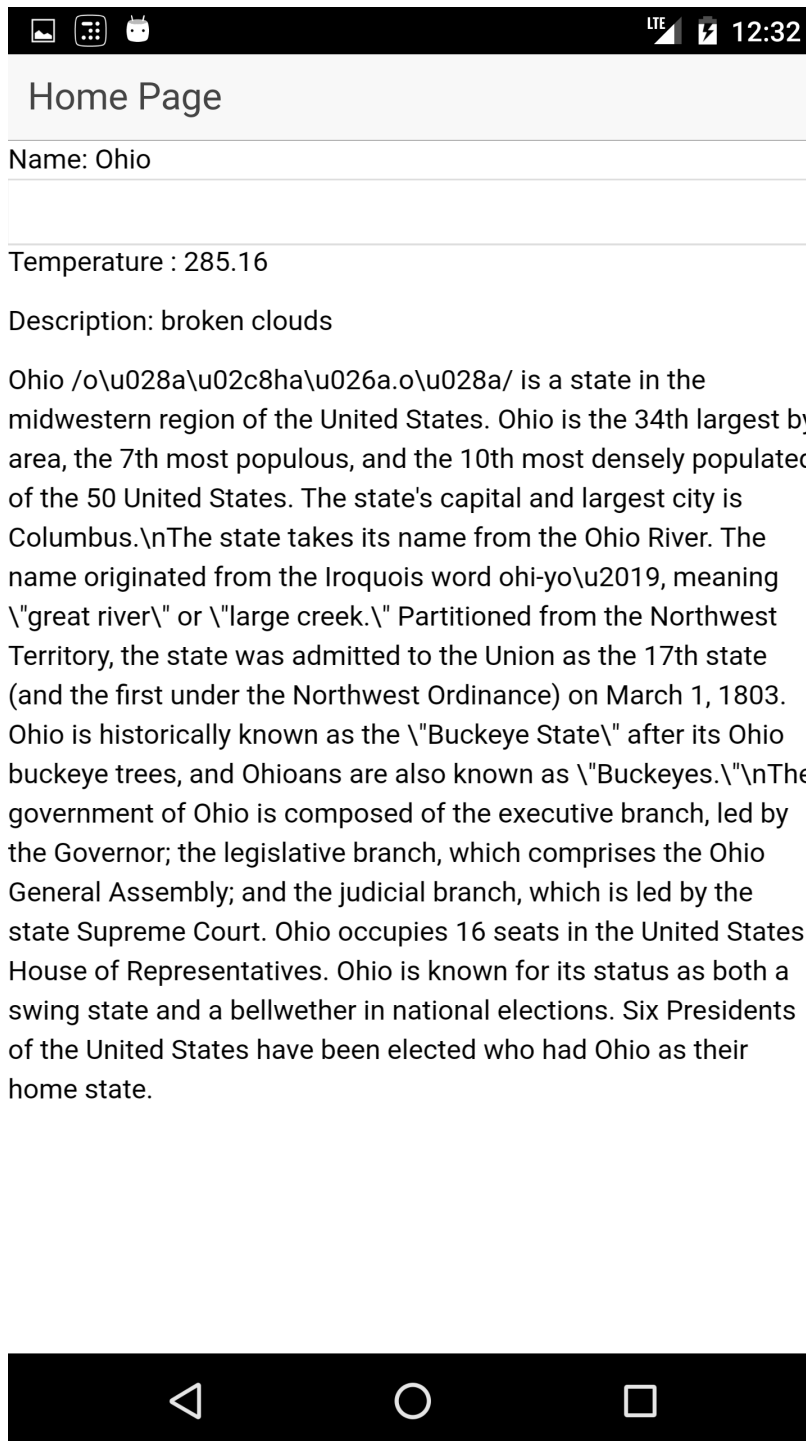 LTE 12:32
Home Page
Name: Ohio
Temperature : 285.16
Description: broken clouds
Ohio /o\u028a\u02c8ha\u026a.o\u028a/ is a state in the
midwestern region of the United States. Ohio is the 34th largest by
area, the 7th most populous, and the 10th most densely populated
of the 50 United States. The state's capital and largest city is
Columbus.\nThe state takes its name from the Ohio River. The
name originated from the Iroquois word ohi-yo\u2019, meaning
\"great river\" or \"large creek.\" Partitioned from the Northwest
Territory, the state was admitted to the Union as the 17th state
(and the first under the Northwest Ordinance) on March 1, 1803.
Ohio is historically known as the \"Buckeye State\" after its Ohio
buckeye trees, and Ohioans are also known as \"Buckeyes.\"\nThe
government of Ohio is composed of the executive branch, led by
the Governor; the legislative branch, which comprises the Ohio
General Assembly; and the judicial branch, which is led by the
state Supreme Court. Ohio occupies 16 seats in the United States
House of Representatives. Ohio is known for its status as both a
swing state and a bellwether in national elections. Six Presidents
of the United States have been elected who had Ohio as their
home state.